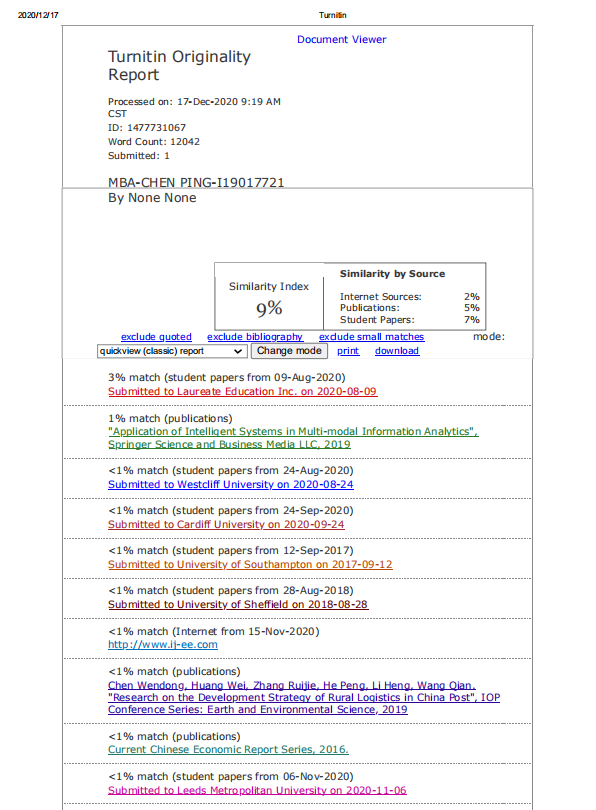 2020/12/17
Turnitin
Document Viewer
Turnitin Originality
Report
Processed on: 17-Dec-2020 9:19 AM
CST
ID: 1477731067
Word Count: 12042
Submitted: 1
MBA-CHEN PING-I19017721
By None None
Similarity Index
9%
Similarity by Source
Internet Sources: 2%
Publications: 5%
Student Papers: 7%
exclude quoted exclude bibliography exclude small matches mode:
quickview (classic) report Change mode print download
3% match (student papers from 09-Aug-2020)
Submitted to Laureate Education Inc. on 2020-08-09
1% match (publications)
"Application of Intelligent Systems in Multi-modal Information Analytics",
Springer Science and Business Media LLC, 2019
<1% match (student papers from 24-Aug-2020)
Submitted to Westcliff University on 2020-08-24
<1% match (student papers from 24-Sep-2020)
Submitted to Cardiff University on 2020-09-24
<1% match (student papers from 12-Sep-2017)
Submitted to University of Southampton on 2017-09-12
<1% match (student papers from 28-Aug-2018)
Submitted to University of Sheffield on 2018-08-28
<1% match (Internet from 15-Nov-2020)
http://www.ij-ee.com
<1% match (publications)
Chen Wendong, Huang Wei, Zhang Ruijie, He Peng, Li Heng, Wang Qian.
"Research on the Development Strategy of Rural Logistics in China Post", IOP
Conference Series: Earth and Environmental Science, 2019
<1% match (publications)
Current Chinese Economic Report Series, 2016.
<1% match (student papers from 06-Nov-2020)
Submitted to Leeds Metropolitan University on 2020-11-06